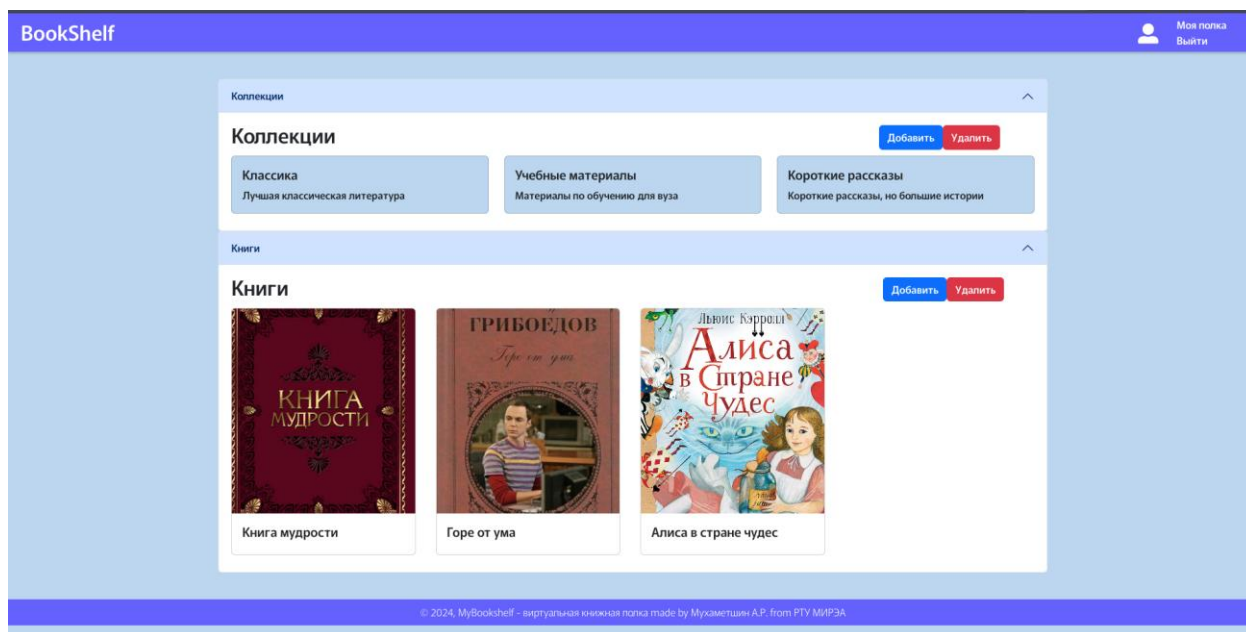 BookShelf
Моя полка
Выйти
Коллекции
Коллекции
Добавить Удалить
Классика
Лучшая классическая литература
Учебные материалы
Материалы по обучению для вуза
Короткие рассказы
Короткие рассказы, но большие истории
Книги
Книги
Добавить Удалить
КНИГА
МУДРОСТИ
Книга мудрости
ГРИБОЕДОВ
Горе от ума
Горе от ума
Льюис Кэрролл
Алиса
в Стране
Чудес
Алиса в стране чудес
© 2024, MyBookshelf - виртуальная книжная полка made by Мухаметшин А.Р. from РТУ МИРЭА